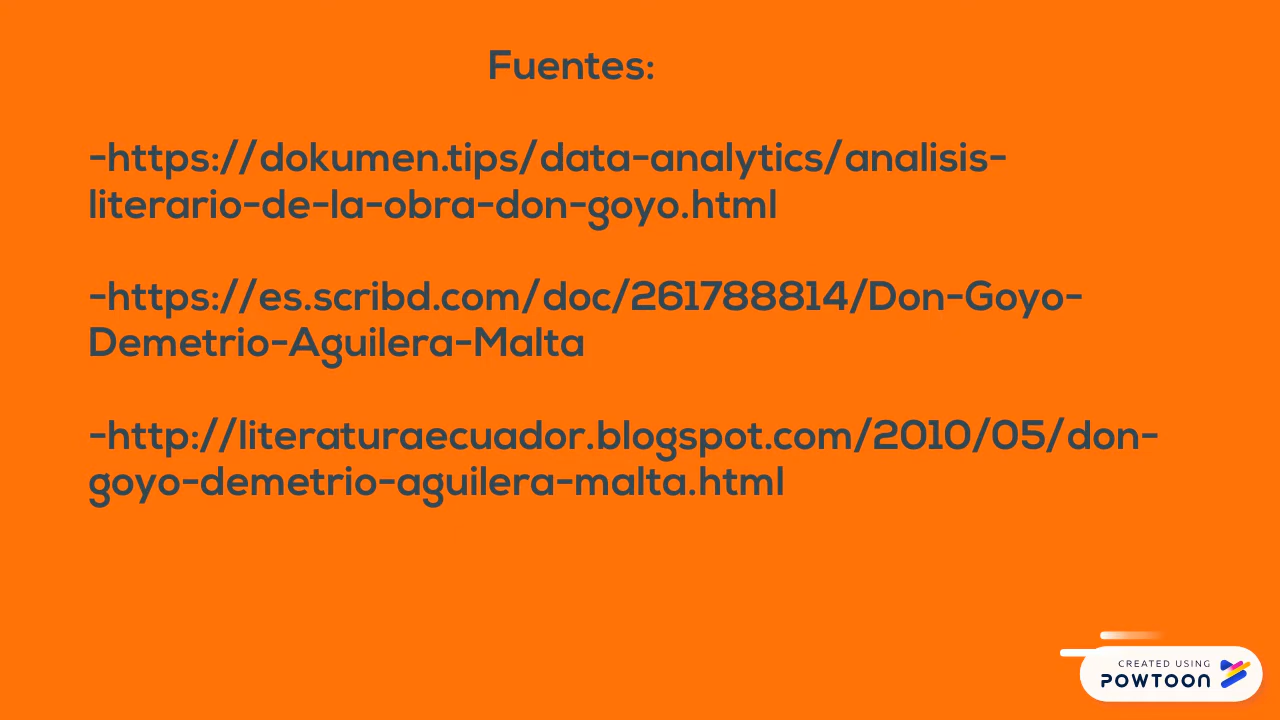 Fuentes:
-https://dokumen.tips/data-analytics/analisis-
literario-de-la-obra-don-goyo.html
-https://es.scribd.com/doc/261788814/Don-Goyo-
Demetrio-Aguilera-Malta
-http://literaturaecuador.blogspot.com/2010/05/don-
goyo-demetrio-aguilera-malta.html
CREATED USING
POWTOON